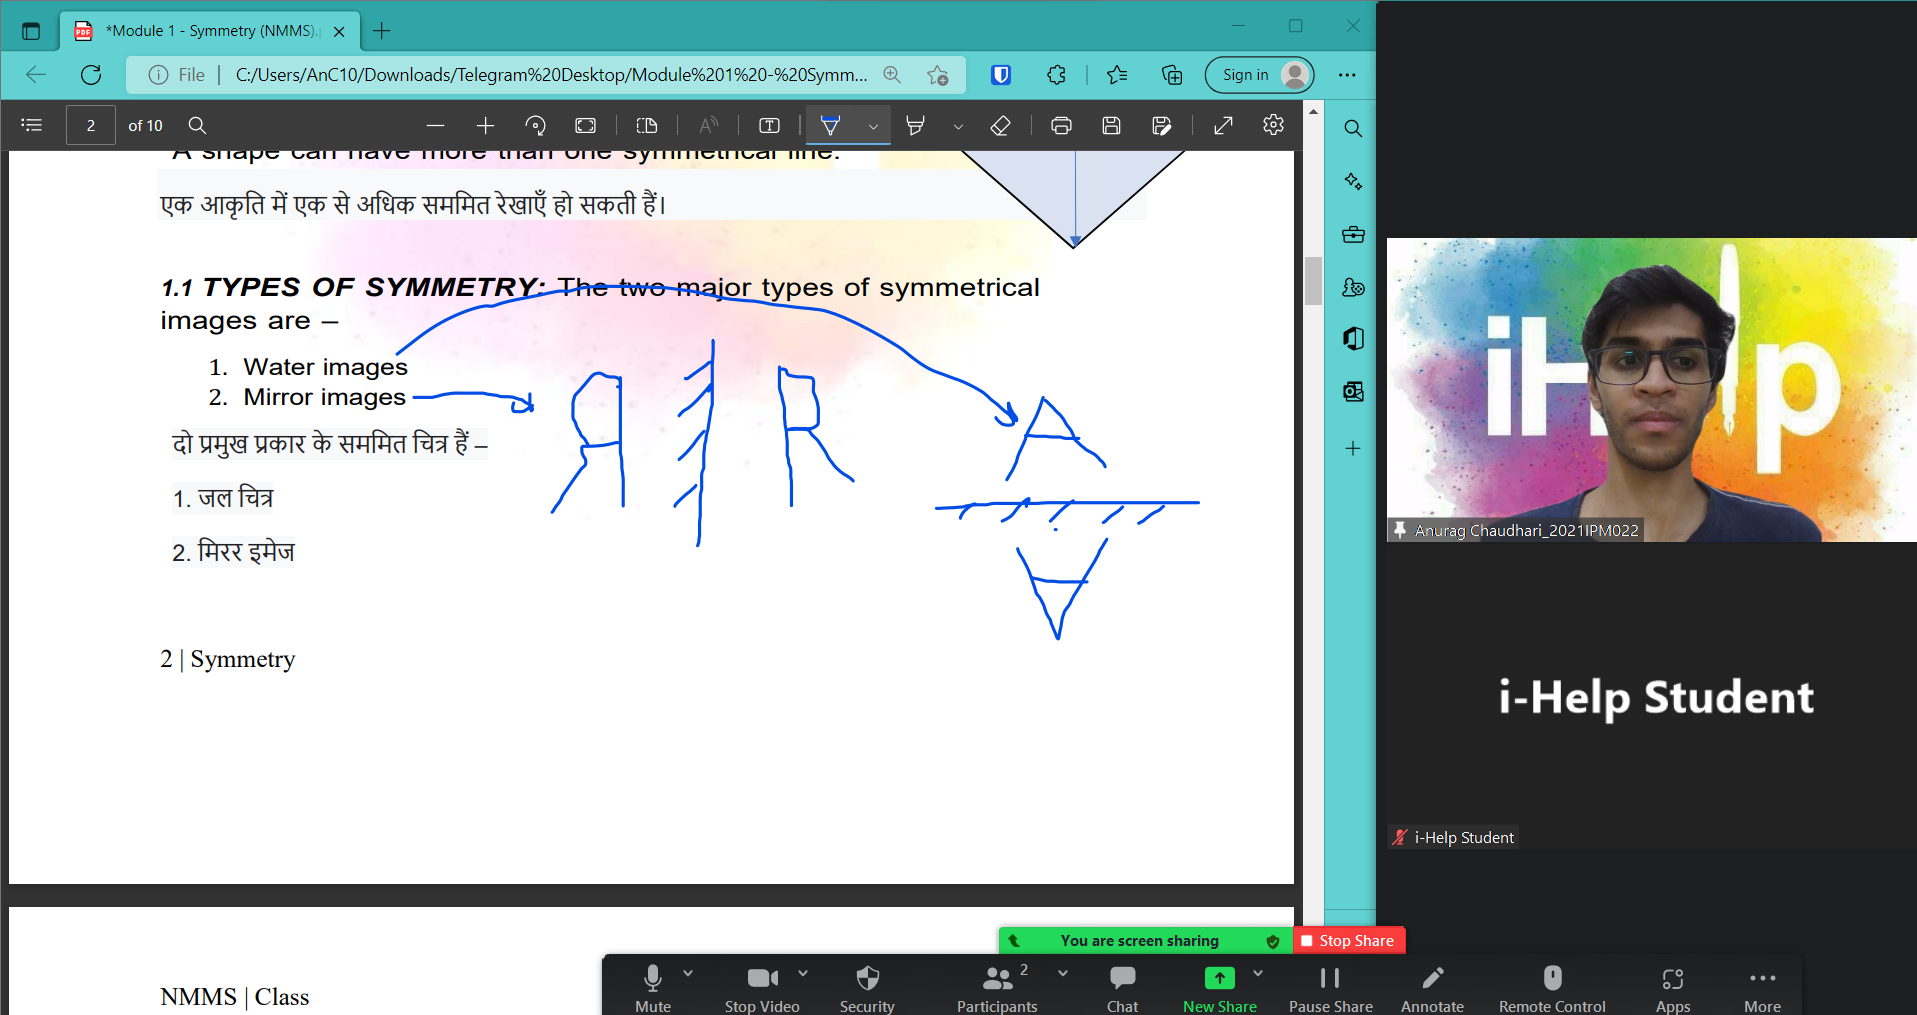 *Module 1 - Symmetry (NMMS).
File
C:/Users/AnC10/Downloads/Telegram%20Desktop/Module%201%20-%20Symm...
Sign in
2 of 10
A shape can have more than one symmetrical line.
एक आकृति में एक से अधिक सममित रेखाएँ हो सकती हैं।
1.1 TYPES OF SYMMETRY: The two major types of symmetrical
images are –
1. Water images
2. Mirror images
R
A
दो प्रमुख प्रकार के सममित चित्र हैं –
1. जल चित्र
2. मिरर इमेज
2 | Symmetry
NMMS | Class
iHelp
Anurag Chaudhari_2021IPM022
i-Help Student
i-Help Student
You are screen sharing
Stop Share
Mute
Stop Video
Security
Participants
2
Chat
New Share
Pause Share
Annotate
Remote Control
Apps
More